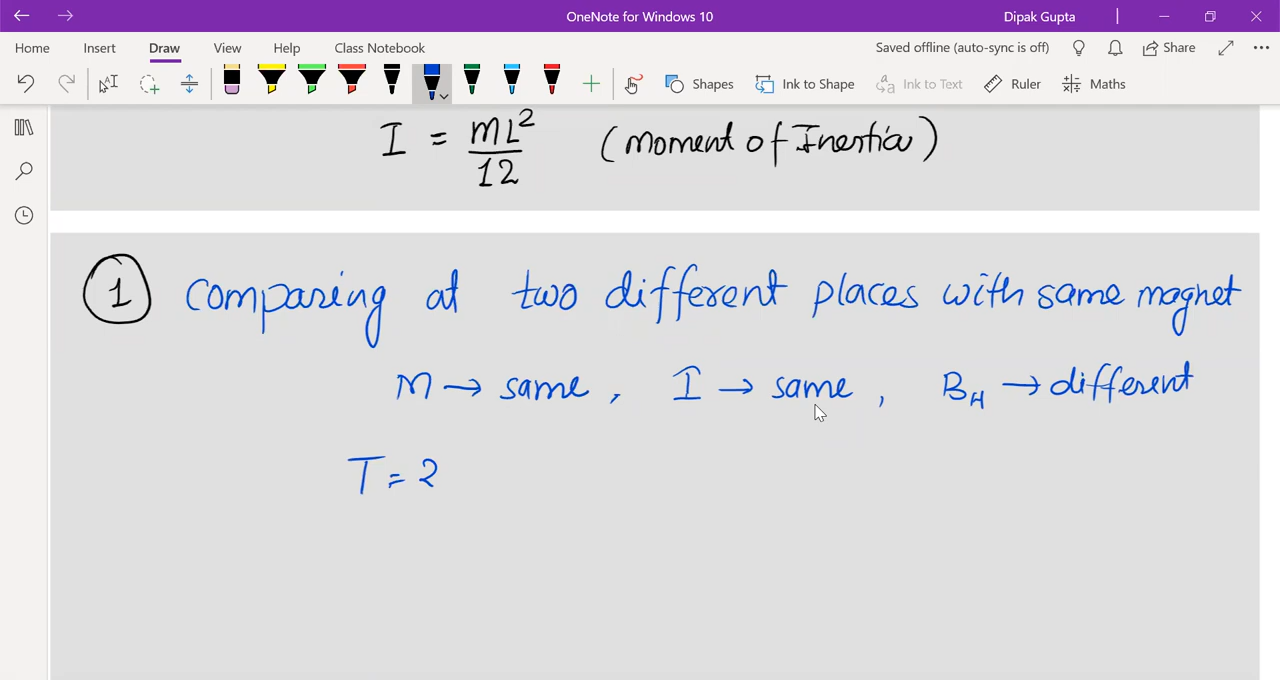 OneNote for Windows 10
Dipak Gupta
Home Insert Draw View Help Class Notebook
Saved offline (auto-sync is off) Share
Shapes Ink to Shape Ink to Text Ruler Maths
I = ML²/12 (Moment of Inertia)
1 Comparing at two different places with same magnet
M → same, I → same, B_H → different
T = 2